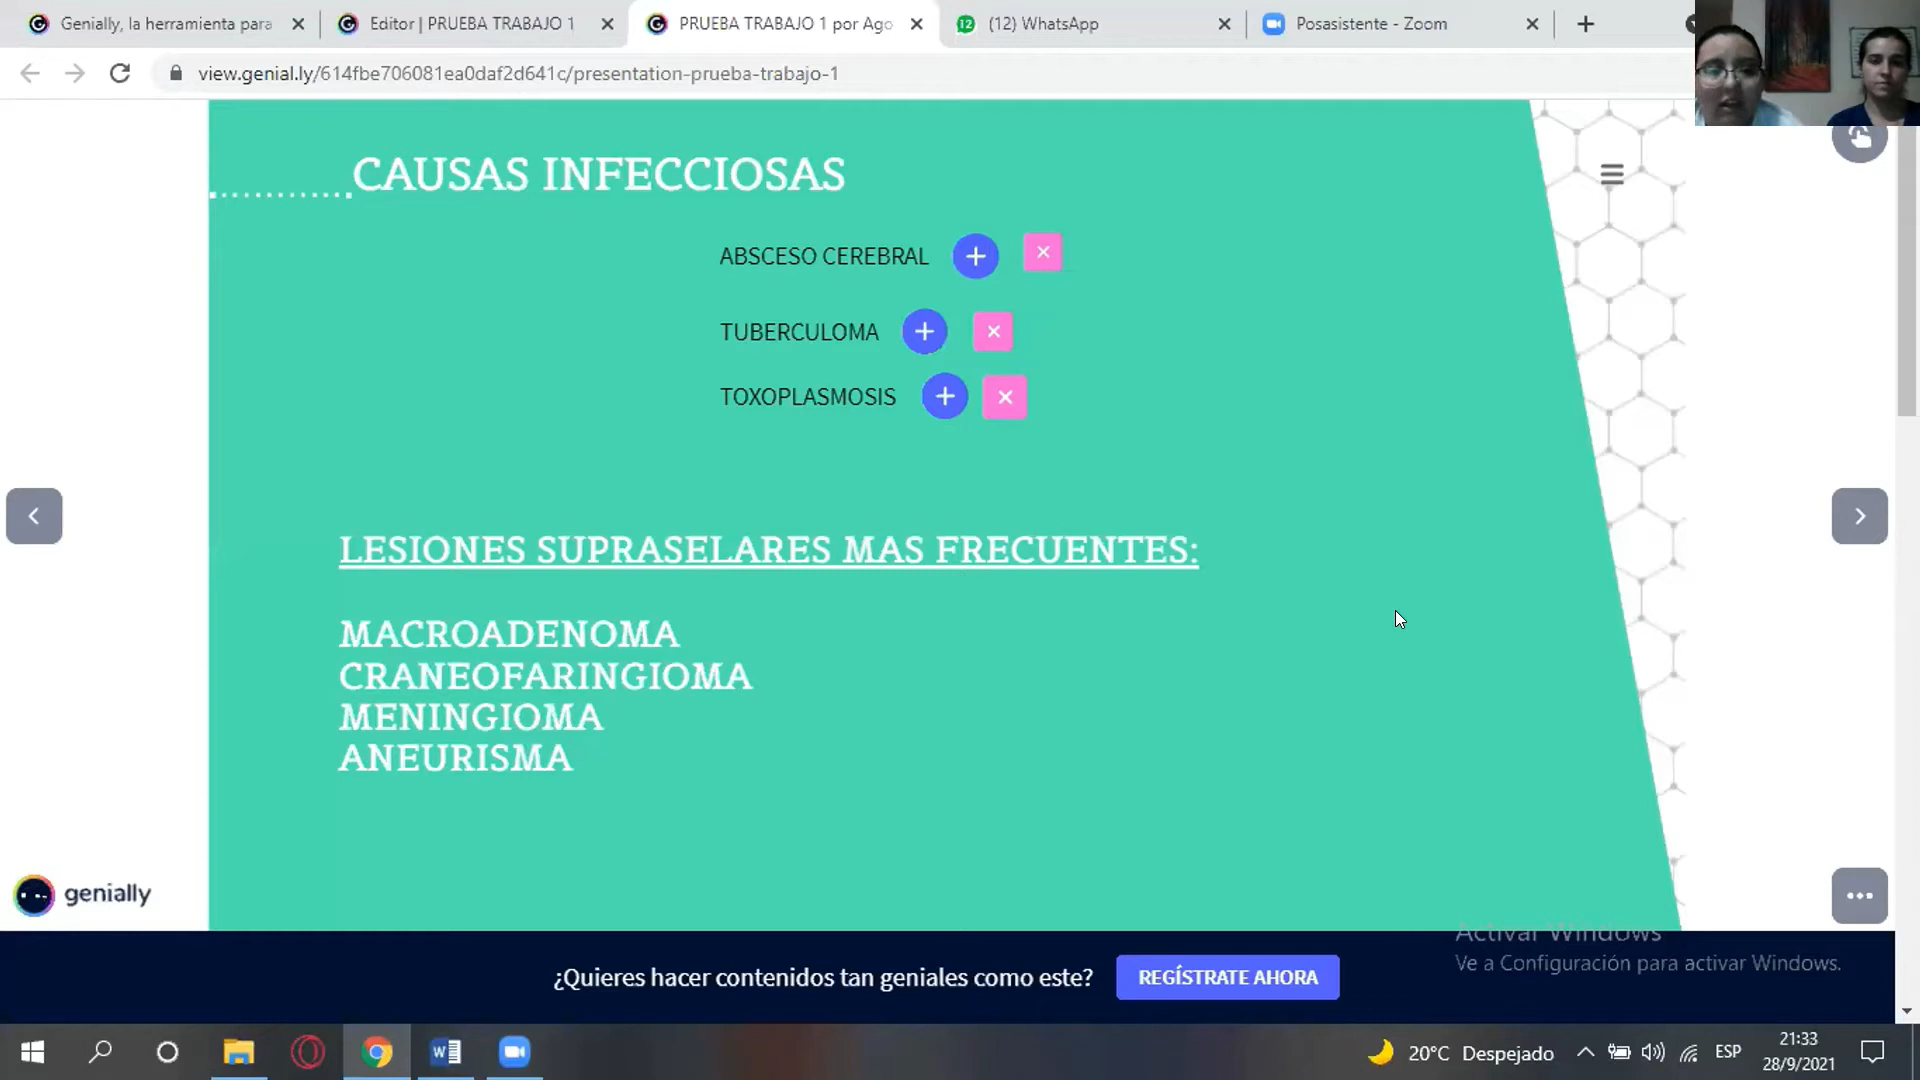 Genially, la herramienta para
Editor | PRUEBA TRABAJO 1
PRUEBA TRABAJO 1 por Ago
12
(12) WhatsApp
Posasistente - Zoom
view.genial.ly/614fbe706081ea0daf2d641c/presentation-prueba-trabajo-1
CAUSAS INFECCIOSAS
ABSCESO CEREBRAL
TUBERCULOMA
TOXOPLASMOSIS
LESIONES SUPRASELARES MAS FRECUENTES:
MACROADENOMA
CRANEOFARINGIOMA
MENINGIOMA
ANEURISMA
genially
¿Quieres hacer contenidos tan geniales como este?
REGÍSTRATE AHORA
Activar Windows
Ve a Configuración para activar Windows.
20°C Despejado
ESP
21:33
28/9/2021